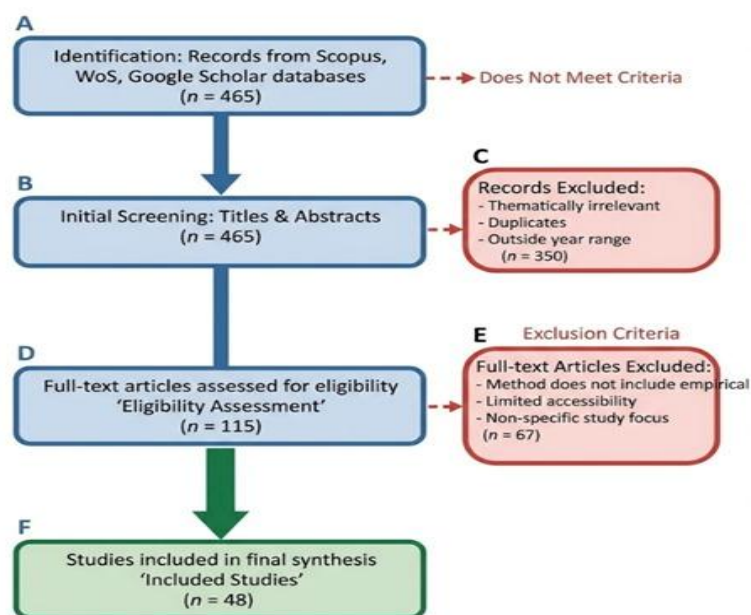 A
Identification: Records from Scopus,
WoS, Google Scholar databases
(n = 465)
Does Not Meet Criteria
B
Initial Screening: Titles & Abstracts
(n = 465)
C
Records Excluded:
- Thematically irrelevant
- Duplicates
- Outside year range
(n = 350)
D
Full-text articles assessed for eligibility
‘Eligibility Assessment’
(n = 115)
E
Exclusion Criteria
Full-text Articles Excluded:
- Method does not include empirical
- Limited accessibility
- Non-specific study focus
(n = 67)
F
Studies included in final synthesis
‘Included Studies’
(n = 48)